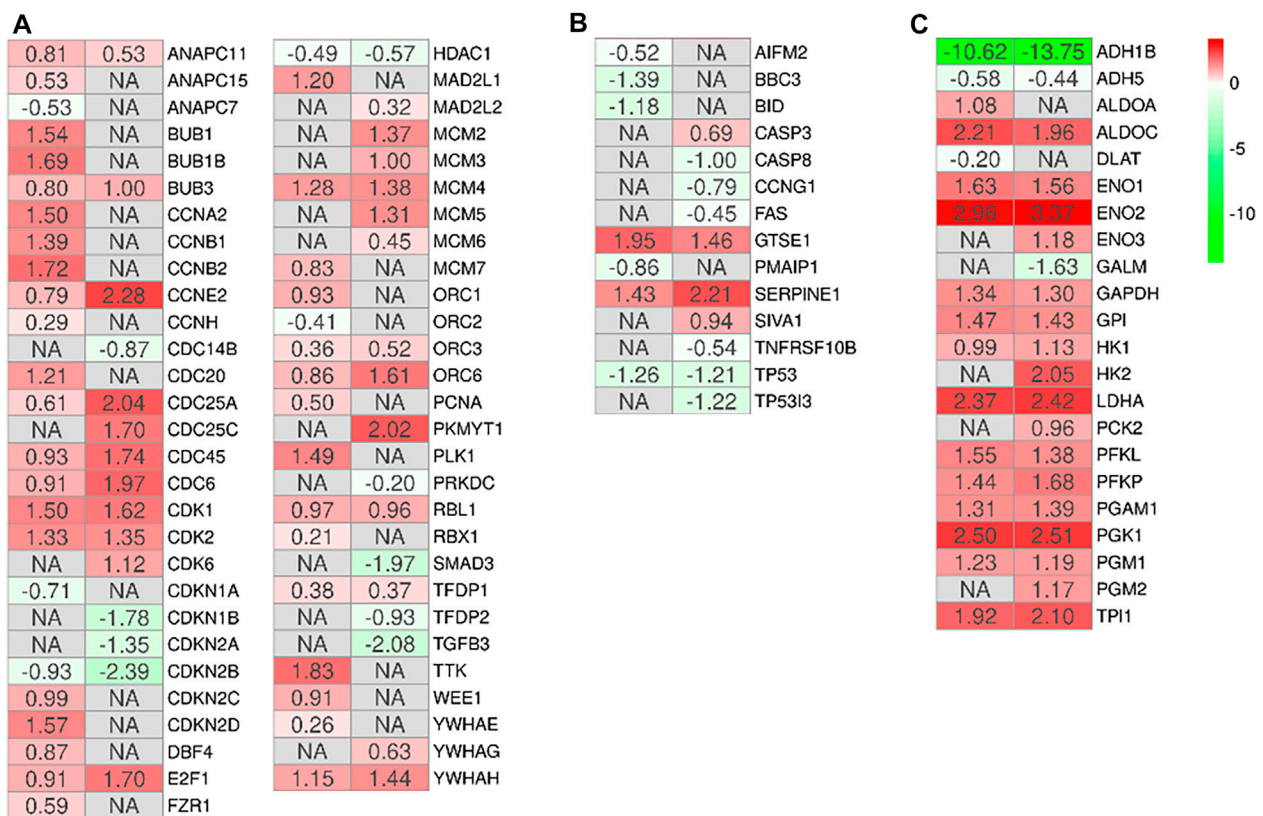 A
0.81 0.53 ANAPC11
0.53 NA ANAPC15
-0.53 NA ANAPC7
1.54 NA BUB1
1.69 NA BUB1B
0.80 1.00 BUB3
1.50 NA CCNA2
1.39 NA CCNB1
1.72 NA CCNB2
0.79 2.28 CCNE2
0.29 NA CCNH
NA -0.87 CDC14B
1.21 NA CDC20
0.61 2.04 CDC25A
NA 1.70 CDC25C
0.93 1.74 CDC45
0.91 1.97 CDC6
1.50 1.62 CDK1
1.33 1.35 CDK2
NA 1.12 CDK6
-0.71 NA CDKN1A
NA -1.78 CDKN1B
NA -1.35 CDKN2A
-0.93 -2.39 CDKN2B
0.99 NA CDKN2C
1.57 NA CDKN2D
0.87 NA DBF4
0.91 1.70 E2F1
0.59 NA FZR1
-0.49 -0.57 HDAC1
1.20 NA MAD2L1
NA 0.32 MAD2L2
NA 1.37 MCM2
NA 1.00 MCM3
1.28 1.38 MCM4
NA 1.31 MCM5
NA 0.45 MCM6
0.83 NA MCM7
0.93 NA ORC1
-0.41 NA ORC2
0.36 0.52 ORC3
0.86 1.61 ORC6
0.50 NA PCNA
NA 2.02 PKMYT1
1.49 NA PLK1
NA -0.20 PRKDC
0.97 0.96 RBL1
0.21 NA RBX1
NA -1.97 SMAD3
0.38 0.37 TFDP1
NA -0.93 TFDP2
NA -2.08 TGFB3
1.83 NA TTK
0.91 NA WEE1
0.26 NA YWHAE
NA 0.63 YWHAG
1.15 1.44 YWHAH
B
-0.52 NA AIFM2
-1.39 NA BBC3
-1.18 NA BID
NA 0.69 CASP3
NA -1.00 CASP8
NA -0.79 CCNG1
NA -0.45 FAS
1.95 1.46 GTSE1
-0.86 NA PMAIP1
1.43 2.21 SERPINE1
NA 0.94 SIVA1
NA -0.54 TNFRSF10B
-1.26 -1.21 TP53
NA -1.22 TP53I3
C
-10.62 -13.75 ADH1B
-0.58 -0.44 ADH5
1.08 NA ALDOA
2.21 1.96 ALDOC
-0.20 NA DLAT
1.63 1.56 ENO1
2.96 3.37 ENO2
NA 1.18 ENO3
NA -1.63 GALM
1.34 1.30 GAPDH
1.47 1.43 GPI
0.99 1.13 HK1
NA 2.05 HK2
2.37 2.42 LDHA
NA 0.96 PCK2
1.55 1.38 PFKL
1.44 1.68 PFKP
1.31 1.39 PGAM1
2.50 2.51 PGK1
1.23 1.19 PGM1
NA 1.17 PGM2
1.92 2.10 TPI1
0
-5
-10